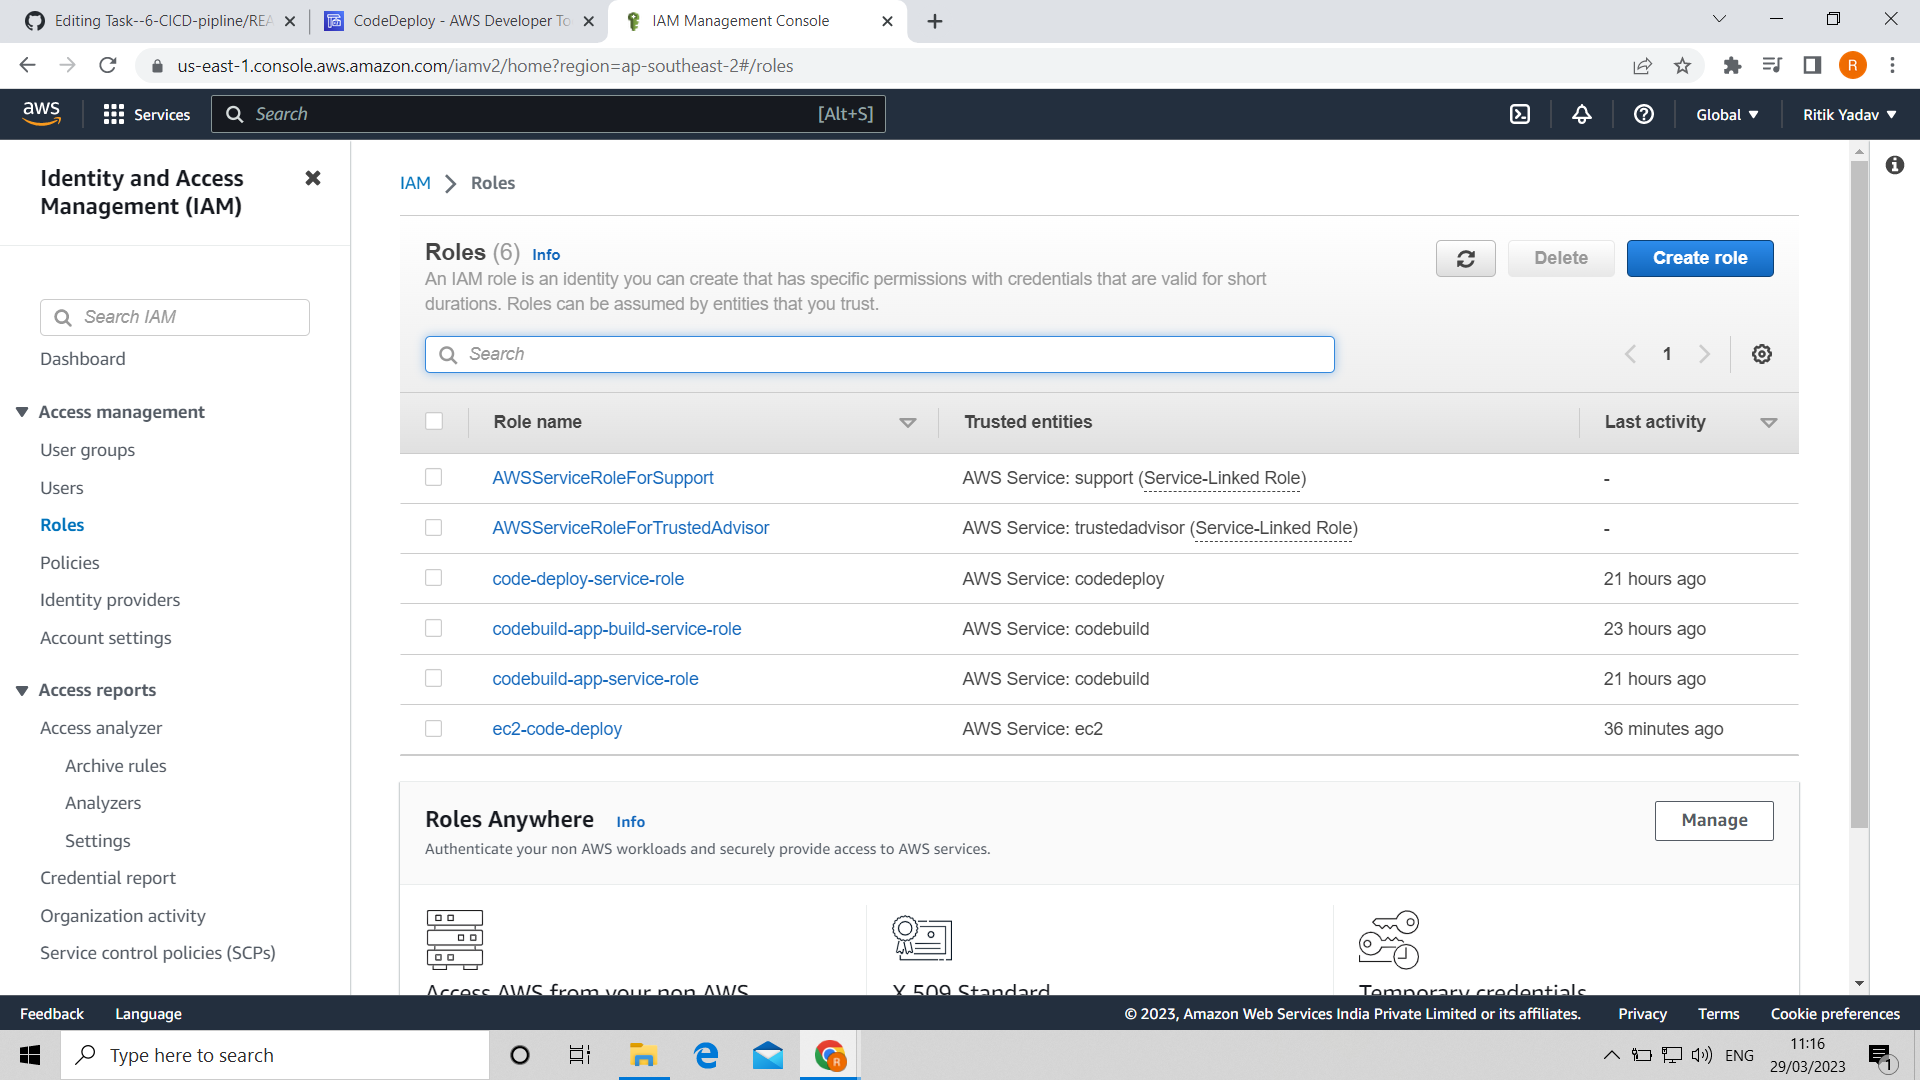 Editing Task--6-CICD-pipline/REA
CodeDeploy - AWS Developer To
IAM Management Console
us-east-1.console.aws.amazon.com/iamv2/home?region=ap-southeast-2#/roles
R
aws
Services
Search
[Alt+S]
Global
Ritik Yadav
Identity and Access
Management (IAM)
Search IAM
Dashboard
Access management
User groups
Users
Roles
Policies
Identity providers
Account settings
Access reports
Access analyzer
Archive rules
Analyzers
Settings
Credential report
Organization activity
Service control policies (SCPs)
IAM > Roles
Roles (6) Info
An IAM role is an identity you can create that has specific permissions with credentials that are valid for short
durations. Roles can be assumed by entities that you trust.
Delete
Create role
Search
1
Role name Trusted entities Last activity
AWSServiceRoleForSupport AWS Service: support (Service-Linked Role) -
AWSServiceRoleForTrustedAdvisor AWS Service: trustedadvisor (Service-Linked Role) -
code-deploy-service-role AWS Service: codedeploy 21 hours ago
codebuild-app-build-service-role AWS Service: codebuild 23 hours ago
codebuild-app-service-role AWS Service: codebuild 21 hours ago
ec2-code-deploy AWS Service: ec2 36 minutes ago
Roles Anywhere Info
Authenticate your non AWS workloads and securely provide access to AWS services.
Manage
Access AWS from your non AWS
X.509 Standard
Temporary credentials
Feedback Language
© 2023, Amazon Web Services India Private Limited or its affiliates. Privacy Terms Cookie preferences
Type here to search
R
ENG
11:16
29/03/2023
1